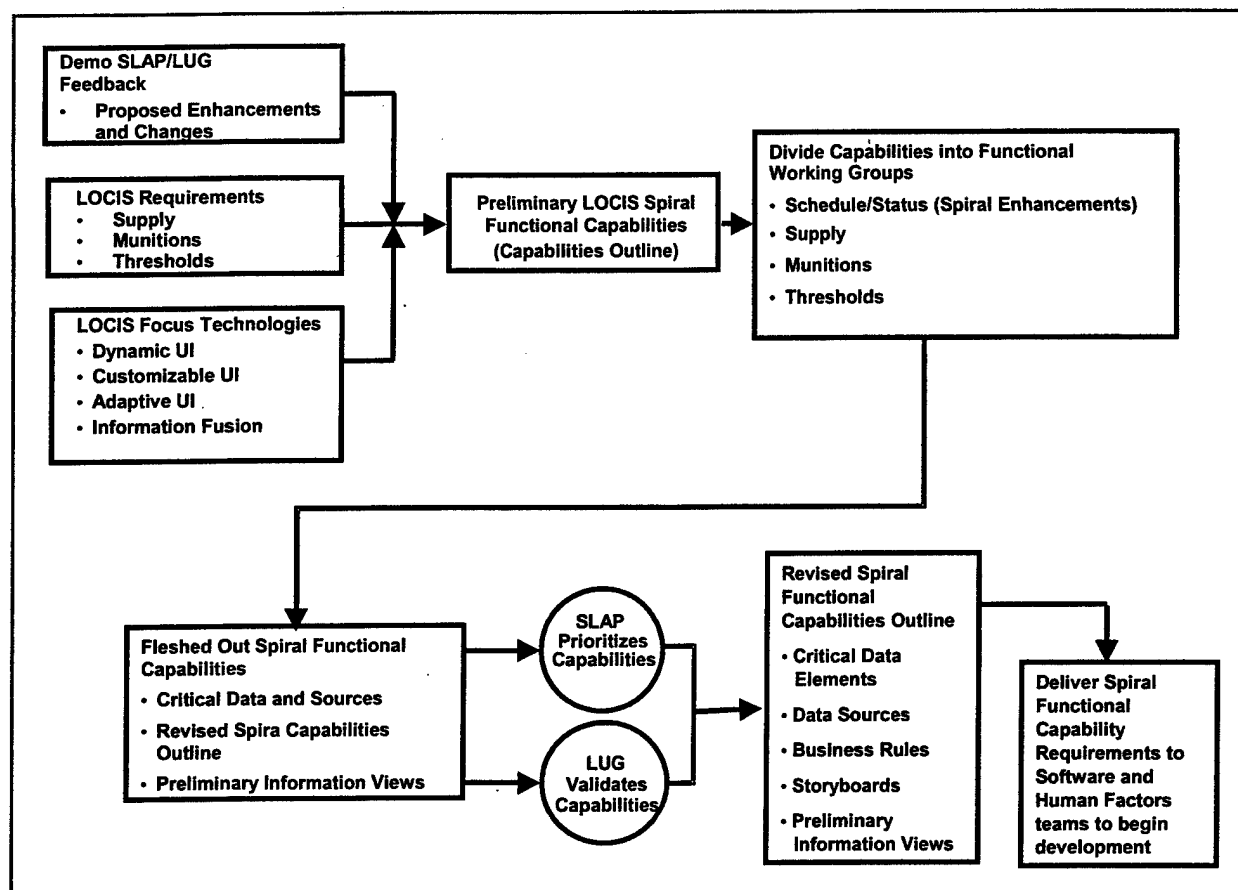 Demo SLAP/LUG
Feedback
• Proposed Enhancements
and Changes
LOCIS Requirements
• Supply
• Munitions
• Thresholds
LOCIS Focus Technologies
• Dynamic UI
• Customizable UI
• Adaptive UI
• Information Fusion
Preliminary LOCIS Spiral
Functional Capabilities
(Capabilities Outline)
Divide Capabilities into Functional
Working Groups
• Schedule/Status (Spiral Enhancements)
• Supply
• Munitions
• Thresholds
Fleshed Out Spiral Functional
Capabilities
• Critical Data and Sources
• Revised Spira Capabilities
Outline
• Preliminary Information Views
SLAP
Prioritizes
Capabilities
LUG
Validates
Capabilities
Revised Spiral
Functional
Capabilities Outline
• Critical Data
Elements
• Data Sources
• Business Rules
• Storyboards
• Preliminary
Information Views
Deliver Spiral
Functional
Capability
Requirements to
Software and
Human Factors
teams to begin
development